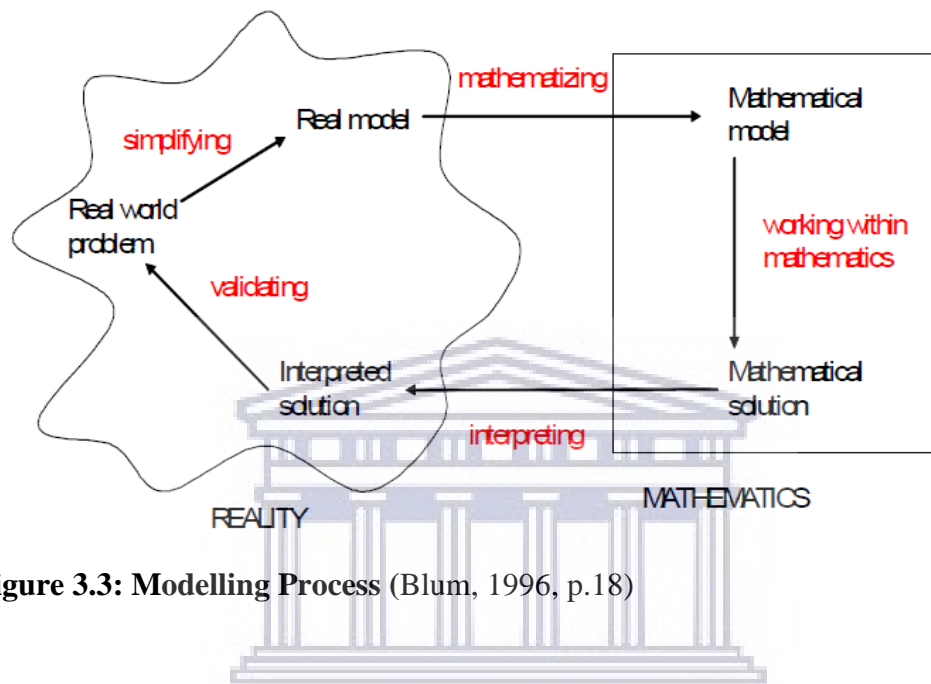 mathematizing
Mathematical
model
Real model
simplifying
Real world
problem
working within
mathematics
validating
Interpreted
solution
Mathematical
solution
interpreting
REALITY
MATHEMATICS
igure 3.3: Modelling Process (Blum, 1996, p.18)